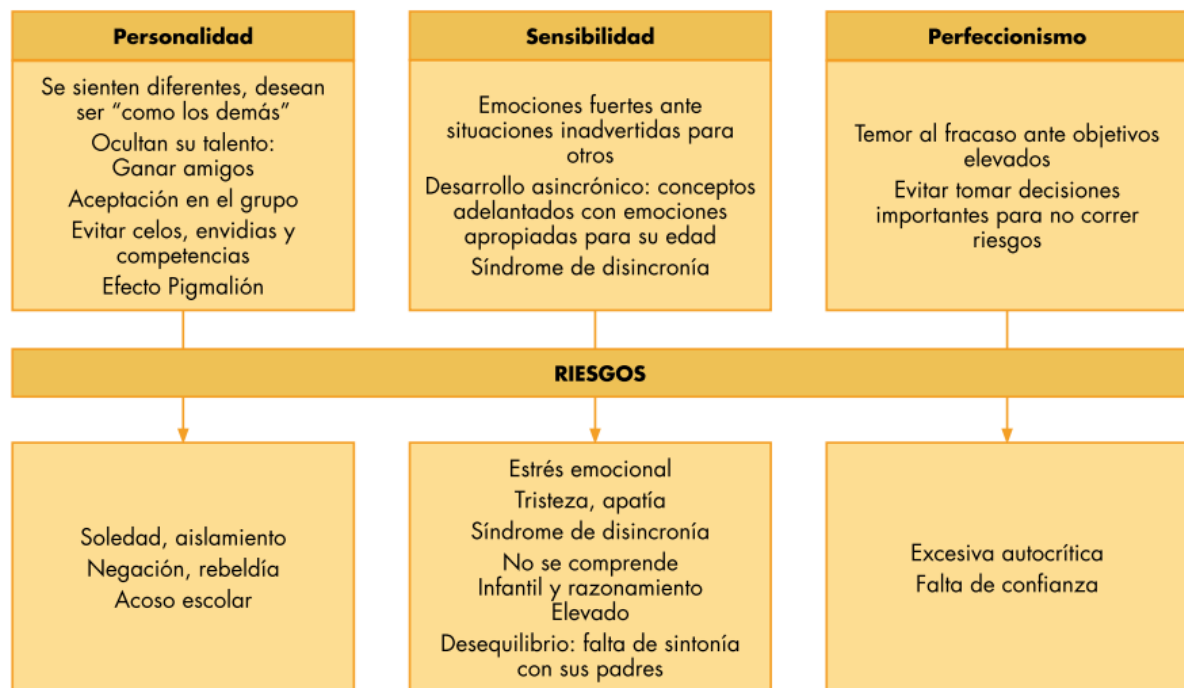 Personalidad
Se sienten diferentes, desean
ser “como los demás”
Ocultan su talento:
Ganar amigos
Aceptación en el grupo
Evitar celos, envidias y
competencias
Efecto Pigmalión
Sensibilidad
Emociones fuertes ante
situaciones inadvertidas para
otros
Desarrollo asincrónico: conceptos
adelantados con emociones
apropiadas para su edad
Síndrome de disincronía
Perfeccionismo
Temor al fracaso ante objetivos
elevados
Evitar tomar decisiones
importantes para no correr
riesgos
RIESGOS
Soledad, aislamiento
Negación, rebeldía
Acoso escolar
Estrés emocional
Tristeza, apatía
Síndrome de disincronía
No se comprende
Infantil y razonamiento
Elevado
Desequilibrio: falta de sintonía
con sus padres
Excesiva autocrítica
Falta de confianza